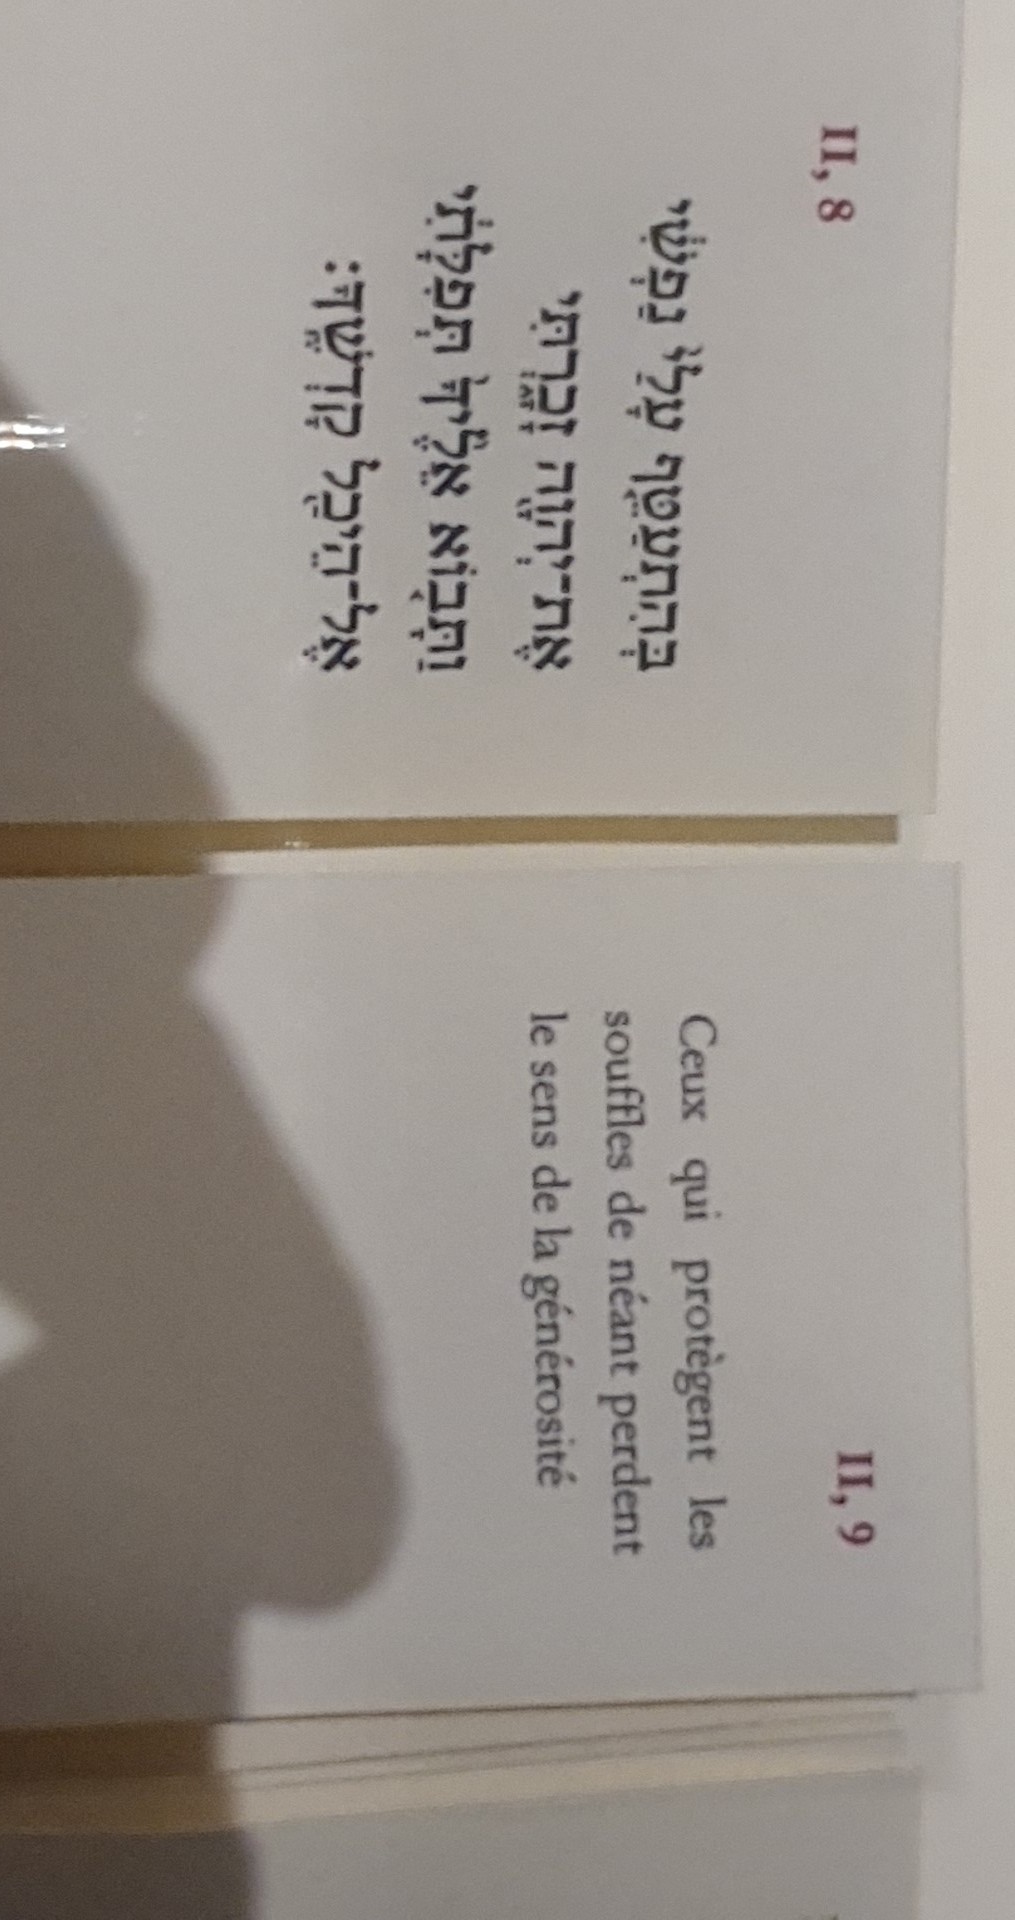 II, 8
בְּהִתְעַטֵּ֤ף עָלַי֙ נַפְשִׁ֔י
אֶת־יְהוָ֖ה זָכָ֑רְתִּי
וַתָּב֤וֹא אֵלֶ֙יךָ֙ תְּפִלָּתִ֔י
אֶל־הֵיכַ֖ל קׇדְשֶֽׁךָ׃
II, 9
Ceux qui protègent les
souffles de néant perdent
le sens de la générosité